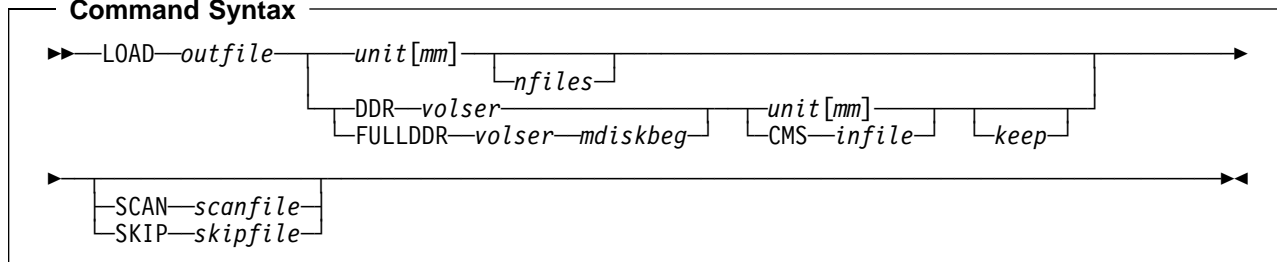 Command Syntax
LOAD outfile unit[mm]
nfiles
DDR volser unit[mm]
FULLDDR volser mdiskbeg CMS infile keep
SCAN scanfile
SKIP skipfile